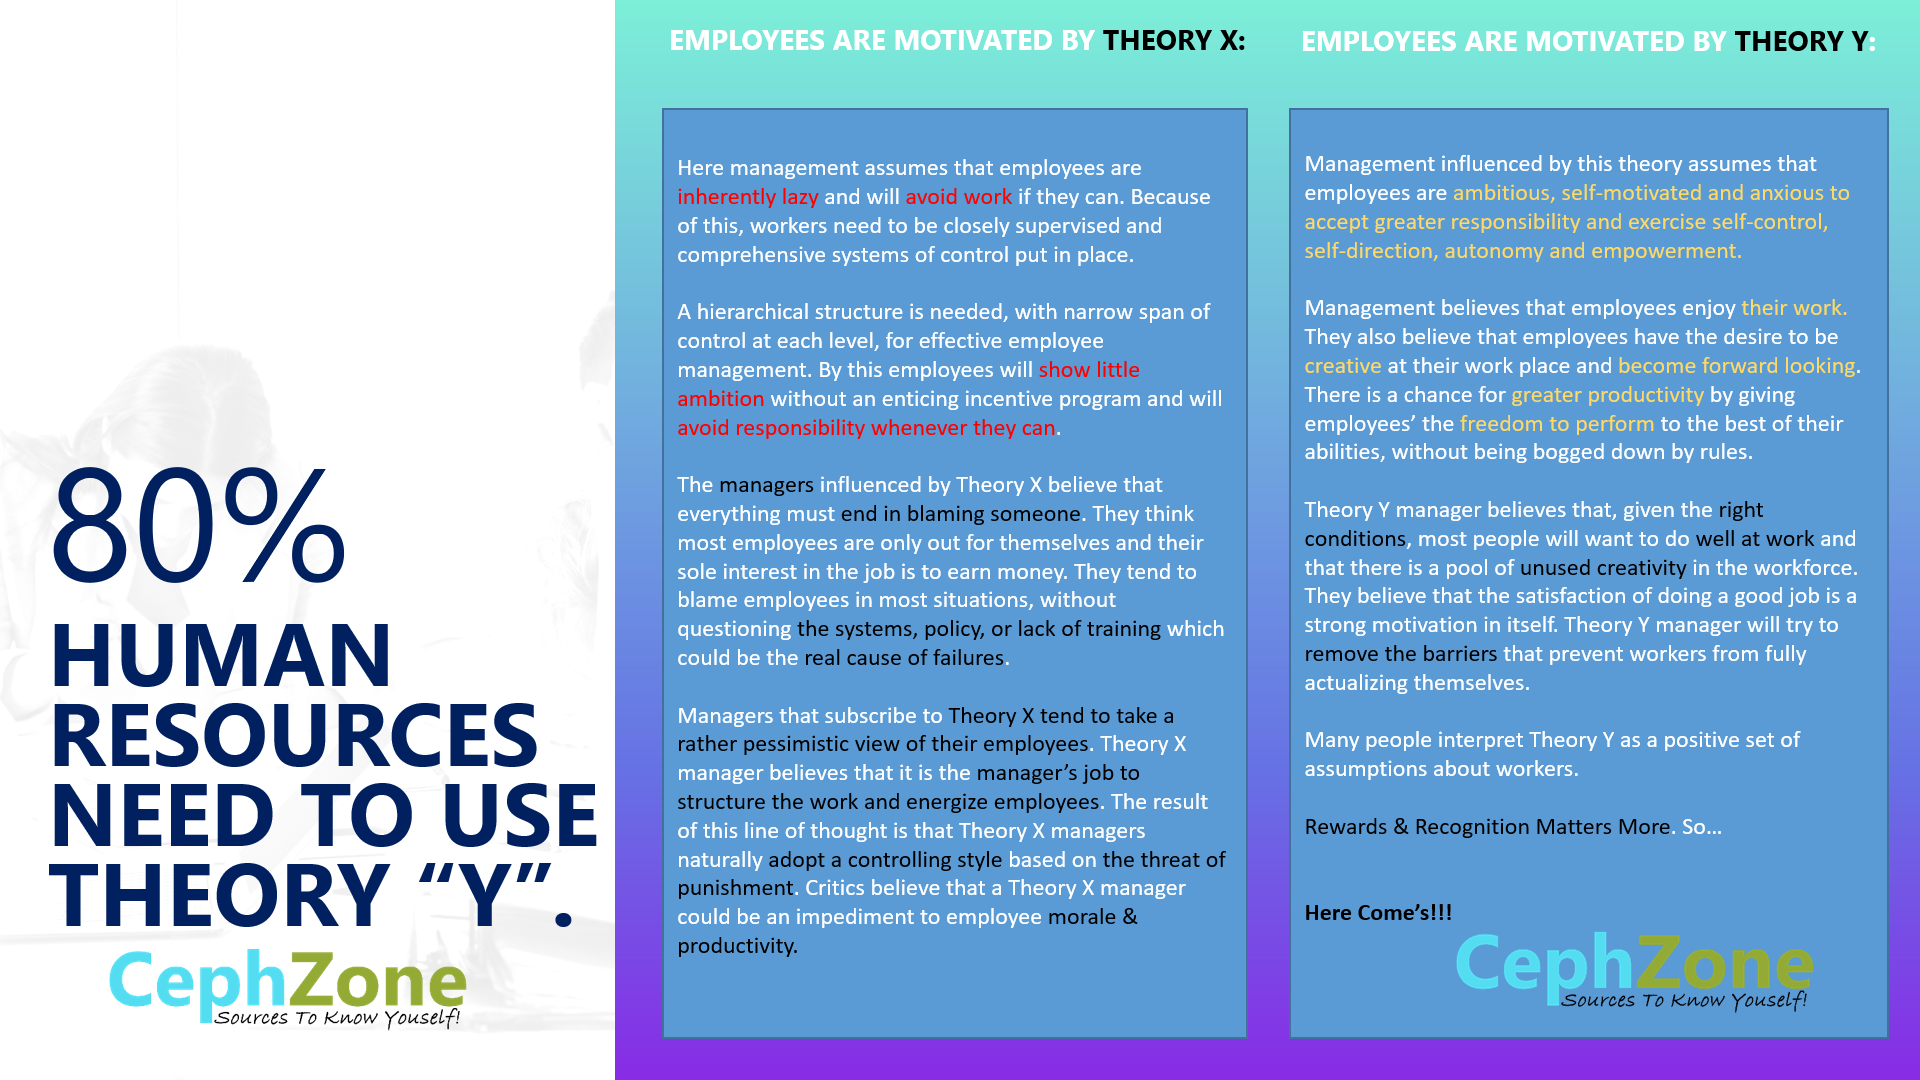 80%
HUMAN
RESOURCES
NEED TO USE
THEORY “Y”.
CephZone
Sources To Know Youself!
EMPLOYEES ARE MOTIVATED BY THEORY X:
Here management assumes that employees are
inherently lazy and will avoid work if they can. Because
of this, workers need to be closely supervised and
comprehensive systems of control put in place.
A hierarchical structure is needed, with narrow span of
control at each level, for effective employee
management. By this employees will show little
ambition without an enticing incentive program and will
avoid responsibility whenever they can.
The managers influenced by Theory X believe that
everything must end in blaming someone. They think
most employees are only out for themselves and their
sole interest in the job is to earn money. They tend to
blame employees in most situations, without
questioning the systems, policy, or lack of training which
could be the real cause of failures.
Managers that subscribe to Theory X tend to take a
rather pessimistic view of their employees. Theory X
manager believes that it is the manager’s job to
structure the work and energize employees. The result
of this line of thought is that Theory X managers
naturally adopt a controlling style based on the threat of
punishment. Critics believe that a Theory X manager
could be an impediment to employee morale &
productivity.
EMPLOYEES ARE MOTIVATED BY THEORY Y:
Management influenced by this theory assumes that
employees are ambitious, self-motivated and anxious to
accept greater responsibility and exercise self-control,
self-direction, autonomy and empowerment.
Management believes that employees enjoy their work.
They also believe that employees have the desire to be
creative at their work place and become forward looking.
There is a chance for greater productivity by giving
employees’ the freedom to perform to the best of their
abilities, without being bogged down by rules.
Theory Y manager believes that, given the right
conditions, most people will want to do well at work and
that there is a pool of unused creativity in the workforce.
They believe that the satisfaction of doing a good job is a
strong motivation in itself. Theory Y manager will try to
remove the barriers that prevent workers from fully
actualizing themselves.
Many people interpret Theory Y as a positive set of
assumptions about workers.
Rewards & Recognition Matters More. So…
Here Come’s!!!
CephZone
Sources To Know Youself!